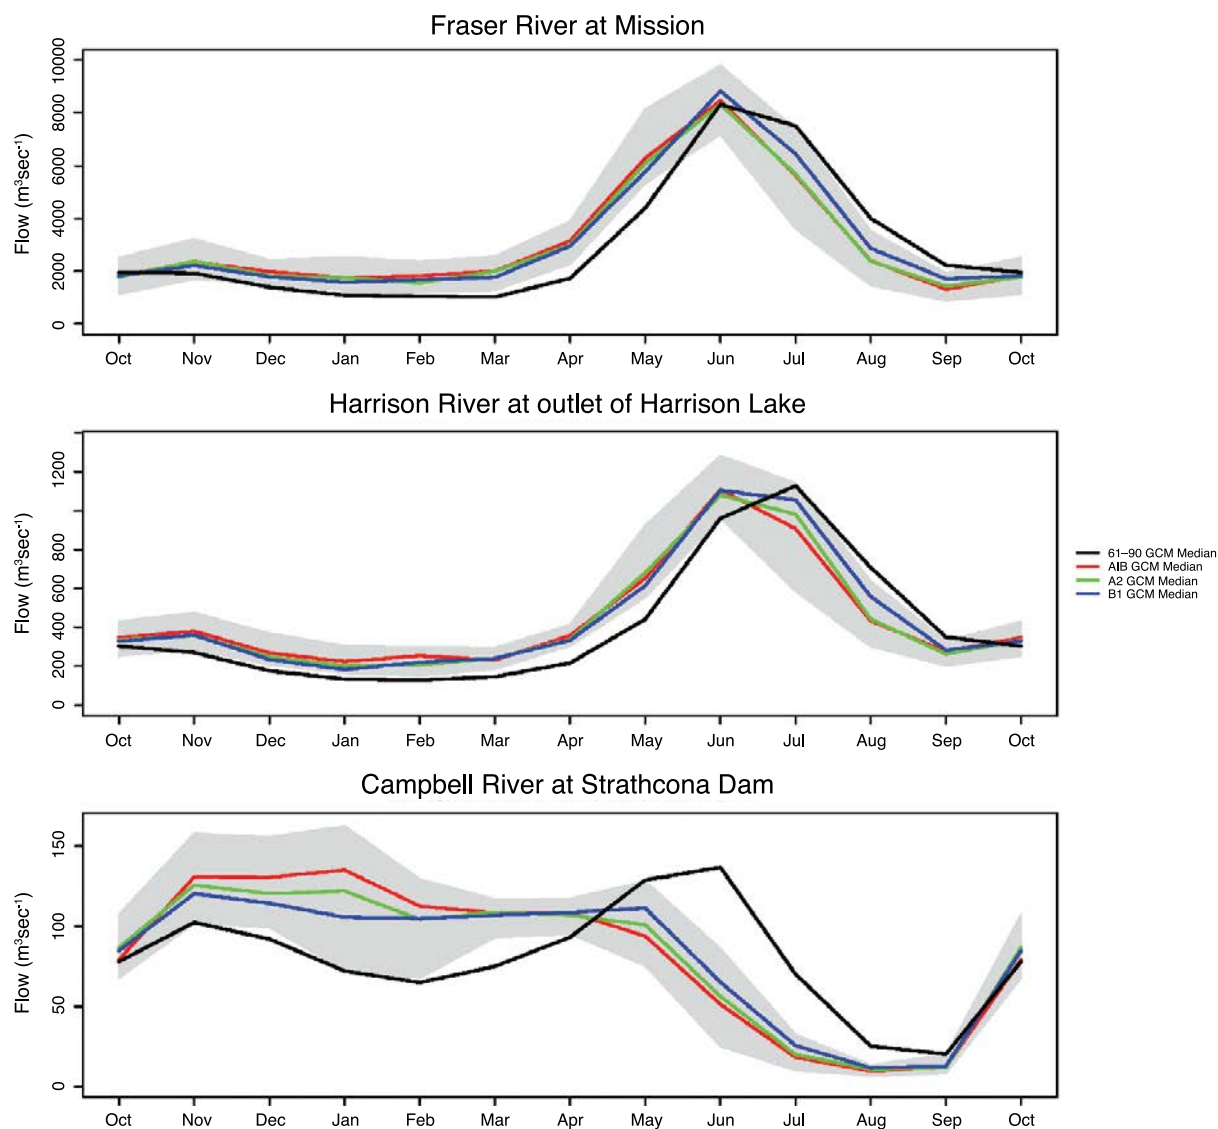 Fraser River at Mission
Flow (m³sec⁻¹)
10000
8000
6000
4000
2000
0
Oct Nov Dec Jan Feb Mar Apr May Jun Jul Aug Sep Oct
Harrison River at outlet of Harrison Lake
Flow (m³sec⁻¹)
1200
800
600
400
200
0
Oct Nov Dec Jan Feb Mar Apr May Jun Jul Aug Sep Oct
61–90 GCM Median
AIB GCM Median
A2 GCM Median
B1 GCM Median
Campbell River at Strathcona Dam
Flow (m³sec⁻¹)
150
100
50
0
Oct Nov Dec Jan Feb Mar Apr May Jun Jul Aug Sep Oct